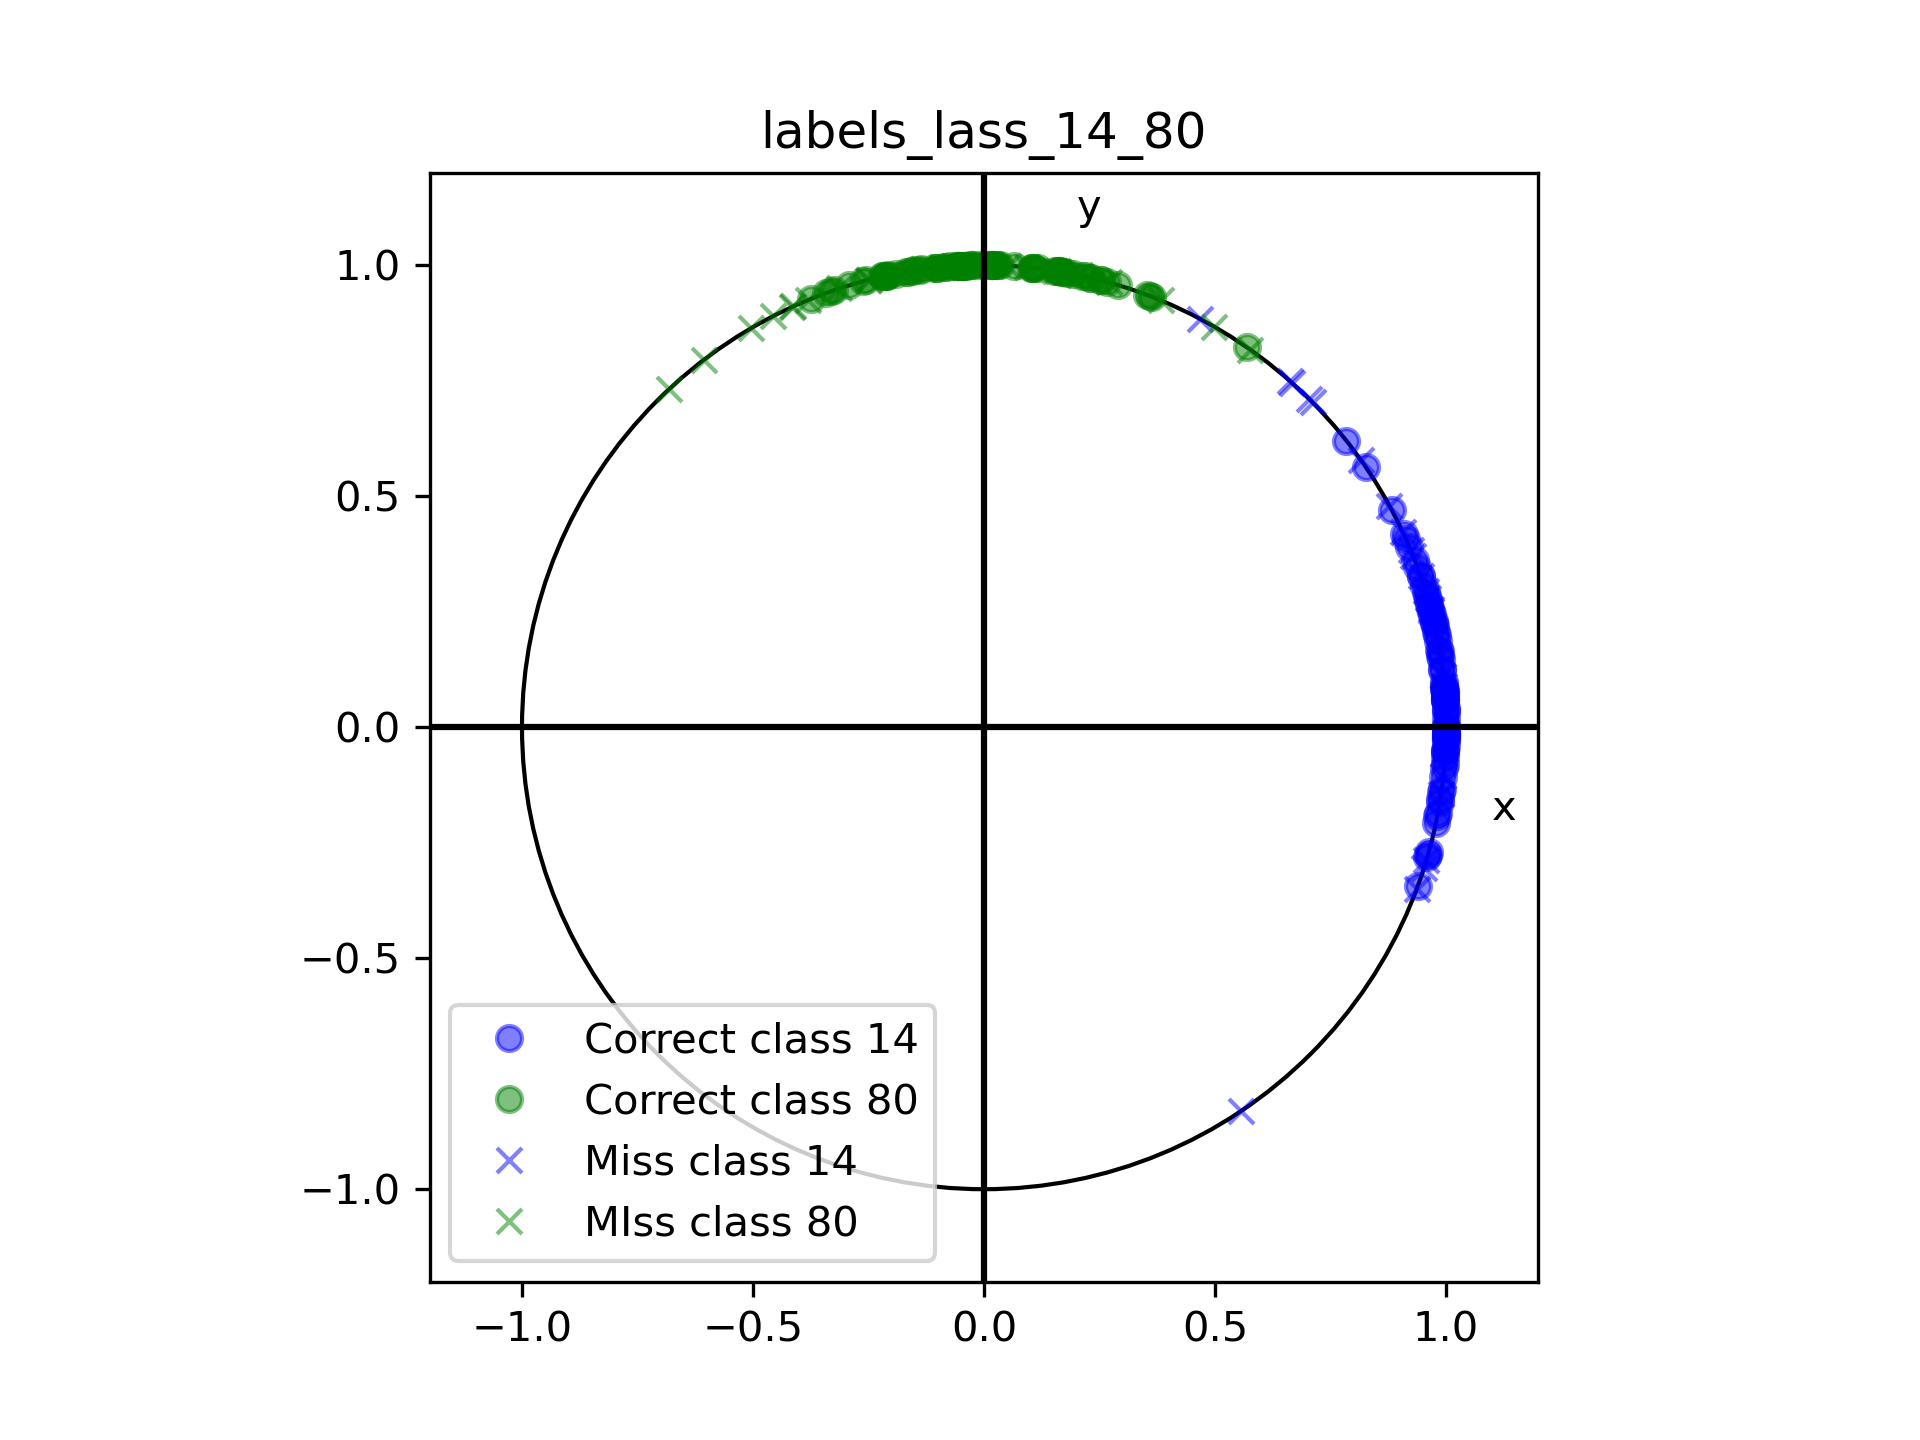 labels_lass_14_80
y
1.0
0.5
0.0
−0.5
−1.0
x
Correct class 14
Correct class 80
Miss class 14
MIss class 80
−1.0 −0.5 0.0 0.5 1.0